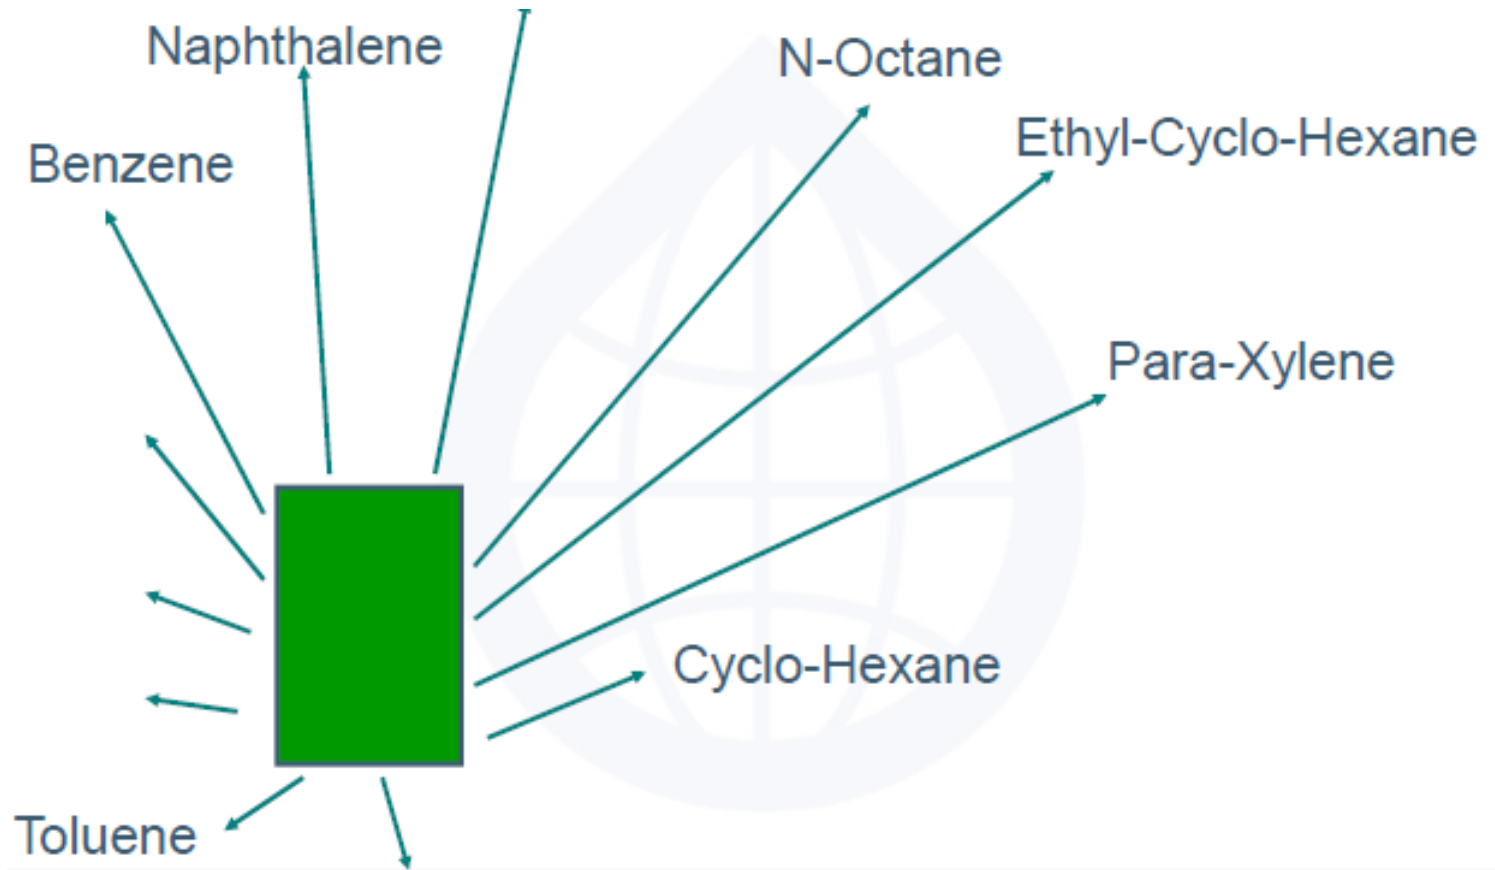 Naphthalene
N-Octane
Ethyl-Cyclo-Hexane
Benzene
Para-Xylene
Cyclo-Hexane
Toluene